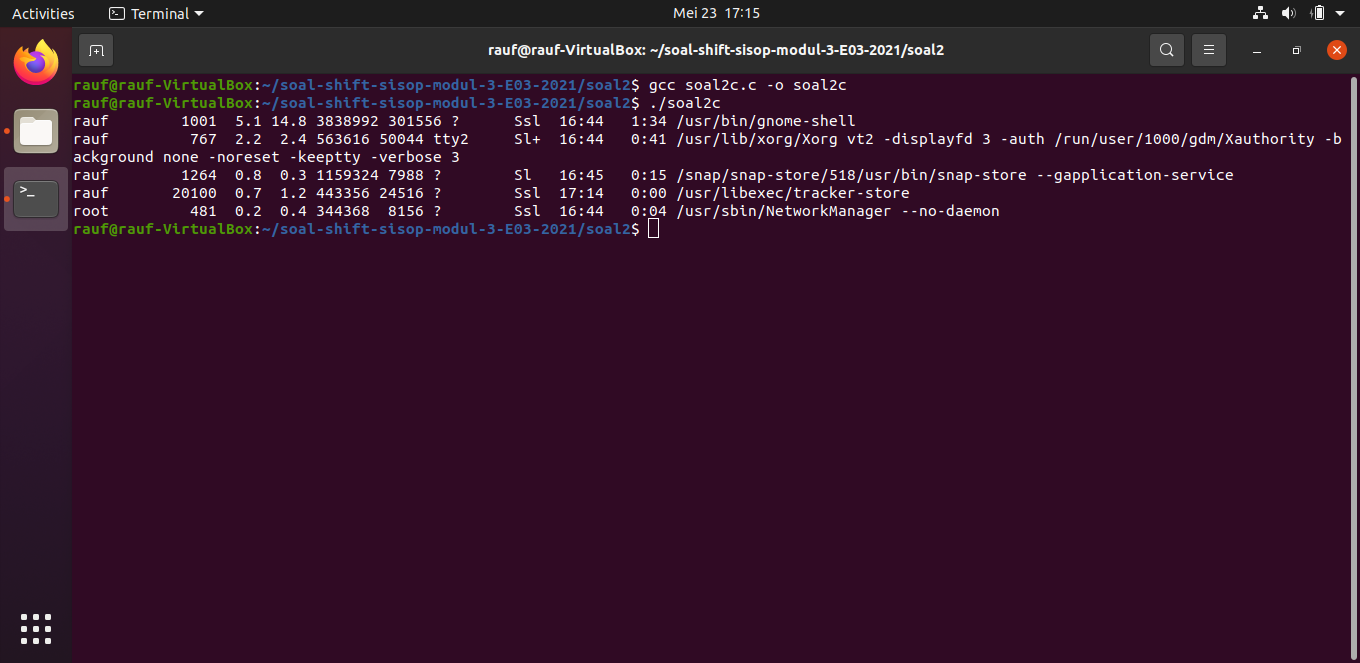 Activities Terminal Mei 23 17:15
rauf@rauf-VirtualBox: ~/soal-shift-sisop-modul-3-E03-2021/soal2
rauf@rauf-VirtualBox:~/soal-shift-sisop-modul-3-E03-2021/soal2$ gcc soal2c.c -o soal2c
rauf@rauf-VirtualBox:~/soal-shift-sisop-modul-3-E03-2021/soal2$ ./soal2c
rauf        1001  5.1 14.8 3838992 301556 ?      Ssl  16:44   1:34 /usr/bin/gnome-shell
rauf         767  2.2  2.4 563616 50044 tty2     Sl+  16:44   0:41 /usr/lib/xorg/Xorg vt2 -displayfd 3 -auth /run/user/1000/gdm/Xauthority -b
ackground none -noreset -keeptty -verbose 3
rauf        1264  0.8  0.3 1159324 7988 ?        Sl   16:45   0:15 /snap/snap-store/518/usr/bin/snap-store --gapplication-service
rauf       20100  0.7  1.2 443356 24516 ?        Ssl  17:14   0:00 /usr/libexec/tracker-store
root         481  0.2  0.4 344368  8156 ?        Ssl  16:44   0:04 /usr/sbin/NetworkManager --no-daemon
rauf@rauf-VirtualBox:~/soal-shift-sisop-modul-3-E03-2021/soal2$